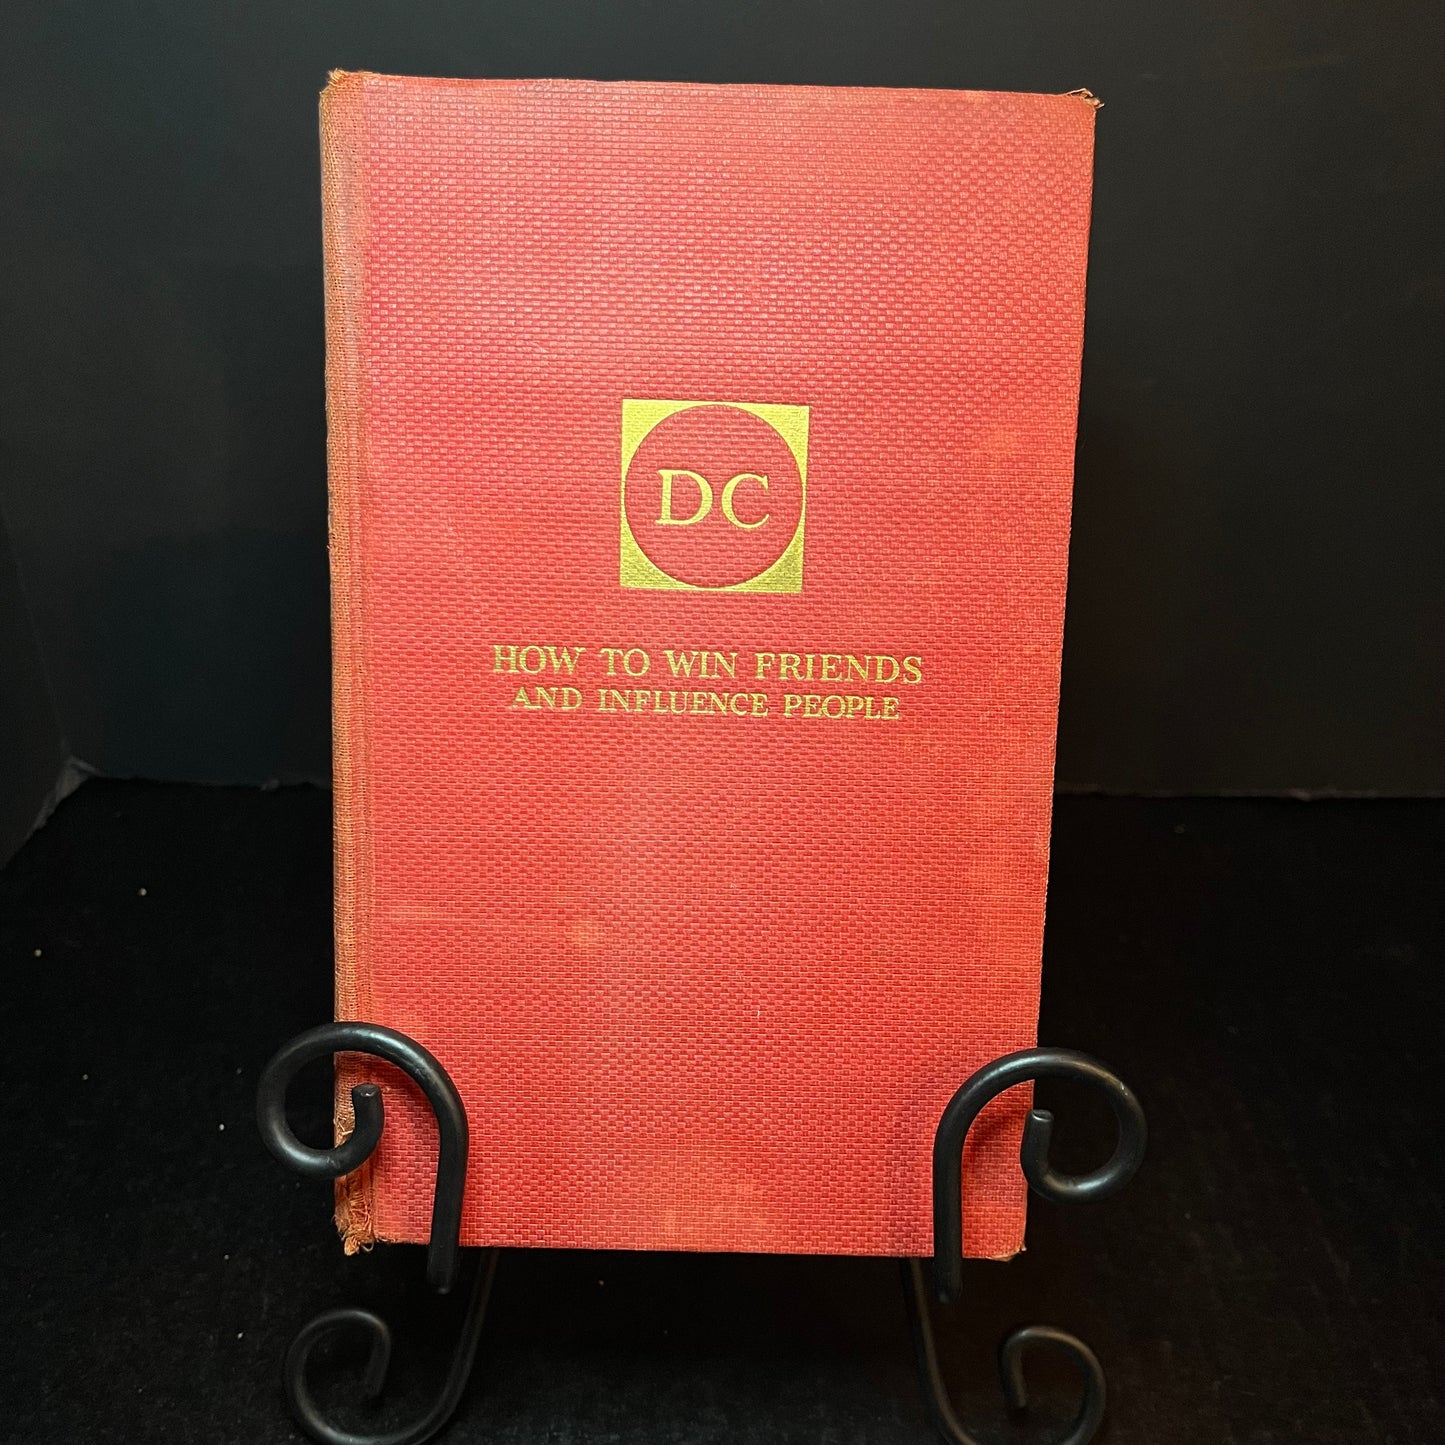 DC
HOW TO WIN FRIENDS
AND INFLUENCE PEOPLE